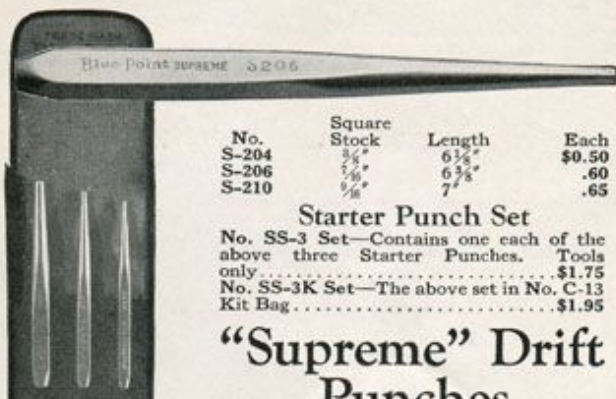 Blue Point SUPREME S206
Square
No. Stock Length Each
S-204 3/8" 6 1/8" $0.50
S-206 7/16" 6 3/8" .60
S-210 9/16" 7" .65
Starter Punch Set
No. SS-3 Set—Contains one each of the
above three Starter Punches. Tools
only..............................$1.75
No. SS-3K Set—The above set in No. C-13
Kit Bag..........................$1.95
“Supreme” Drift
Punches